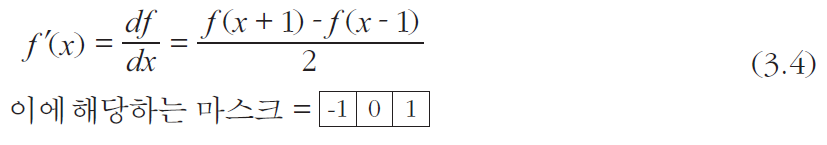 f′(x) = df/dx = (f(x + 1) - f(x - 1))/2 (3.4)
이에 해당하는 마스크 = -1 0 1